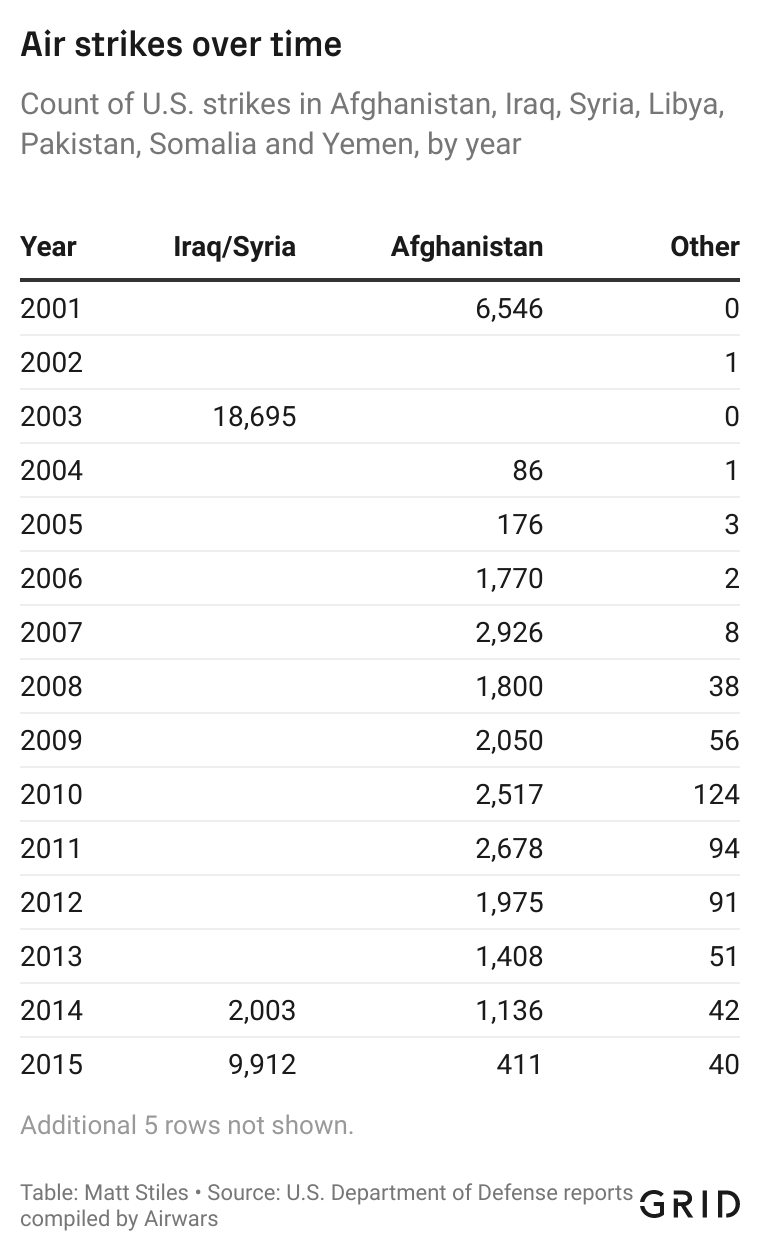 Air strikes over time
Count of U.S. strikes in Afghanistan, Iraq, Syria, Libya,
Pakistan, Somalia and Yemen, by year
Year Iraq/Syria Afghanistan Other
2001 6,546 0
2002 1
2003 18,695 0
2004 86 1
2005 176 3
2006 1,770 2
2007 2,926 8
2008 1,800 38
2009 2,050 56
2010 2,517 124
2011 2,678 94
2012 1,975 91
2013 1,408 51
2014 2,003 1,136 42
2015 9,912 411 40
Additional 5 rows not shown.
Table: Matt Stiles • Source: U.S. Department of Defense reports
compiled by Airwars
GRID